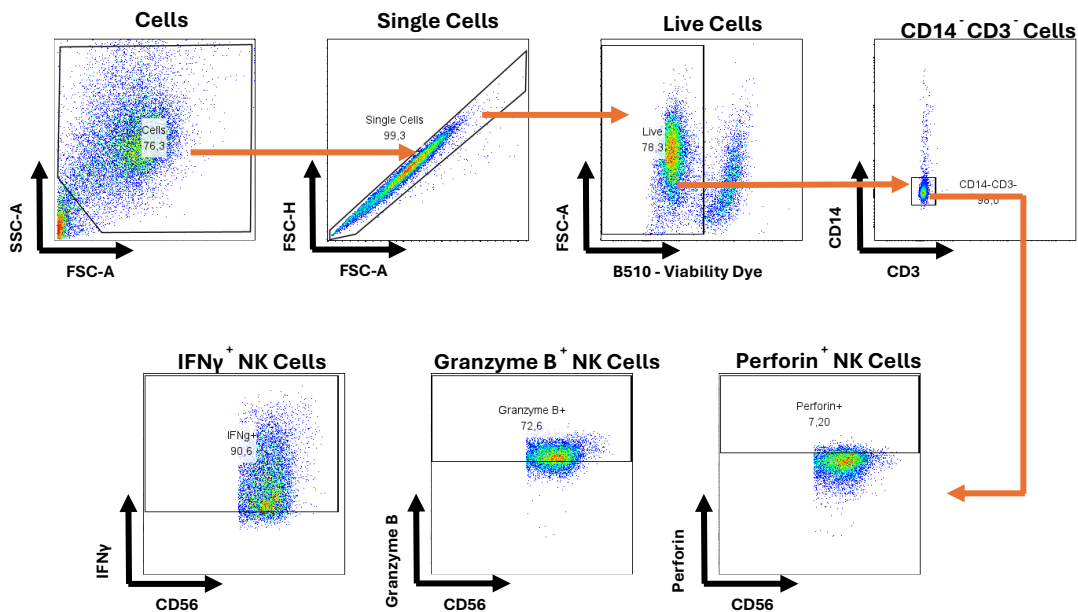 Cells
Single Cells
Live Cells
CD14⁻CD3⁻ Cells
Cells
76,3
SSC-A
FSC-A
Single Cells
99,3
FSC-H
FSC-A
Live
78,3
FSC-A
B510 - Viability Dye
CD14-CD3-
98,0
CD14
CD3
IFNγ⁺ NK Cells
Granzyme B⁺ NK Cells
Perforin⁺ NK Cells
IFNg+
90,6
IFNγ
CD56
Granzyme B+
72,6
Granzyme B
CD56
Perforin+
7,20
Perforin
CD56